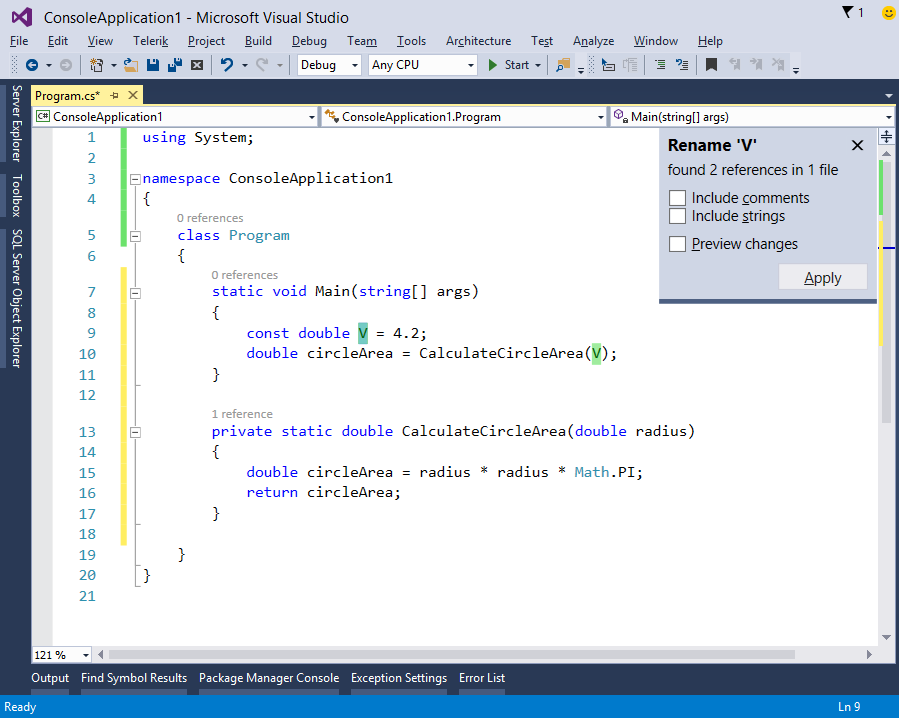 ConsoleApplication1 - Microsoft Visual Studio
1
File Edit View Telerik Project Build Debug Team Tools Architecture Test Analyze Window Help
Debug Any CPU Start
Program.cs*
C# ConsoleApplication1 ConsoleApplication1.Program Main(string[] args)
Server Explorer
Toolbox
SQL Server Object Explorer
Rename 'V'
found 2 references in 1 file
Include comments
Include strings
Preview changes
Apply
1 using System;
2
3 namespace ConsoleApplication1
4 {
0 references
5 class Program
6 {
0 references
7 static void Main(string[] args)
8 {
9 const double V = 4.2;
10 double circleArea = CalculateCircleArea(V);
11 }
12
1 reference
13 private static double CalculateCircleArea(double radius)
14 {
15 double circleArea = radius * radius * Math.PI;
16 return circleArea;
17 }
18
19 }
20 }
21
121 %
Output Find Symbol Results Package Manager Console Exception Settings Error List
Ready Ln 9